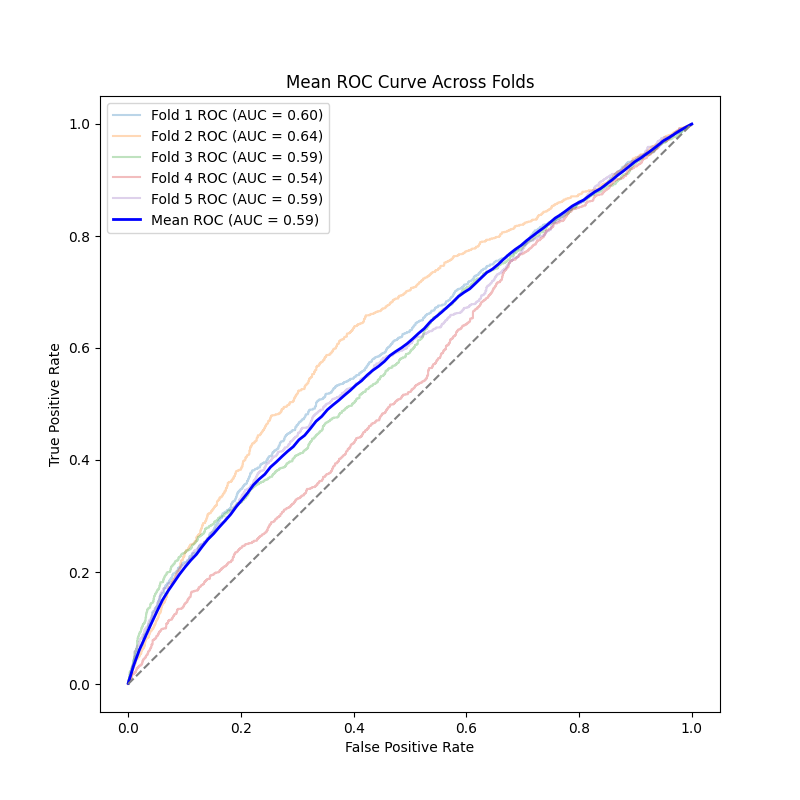 Mean ROC Curve Across Folds
Fold 1 ROC (AUC = 0.60)
Fold 2 ROC (AUC = 0.64)
Fold 3 ROC (AUC = 0.59)
Fold 4 ROC (AUC = 0.54)
Fold 5 ROC (AUC = 0.59)
Mean ROC (AUC = 0.59)
True Positive Rate
1.0
0.8
0.6
0.4
0.2
0.0
0.0 0.2 0.4 0.6 0.8 1.0
False Positive Rate